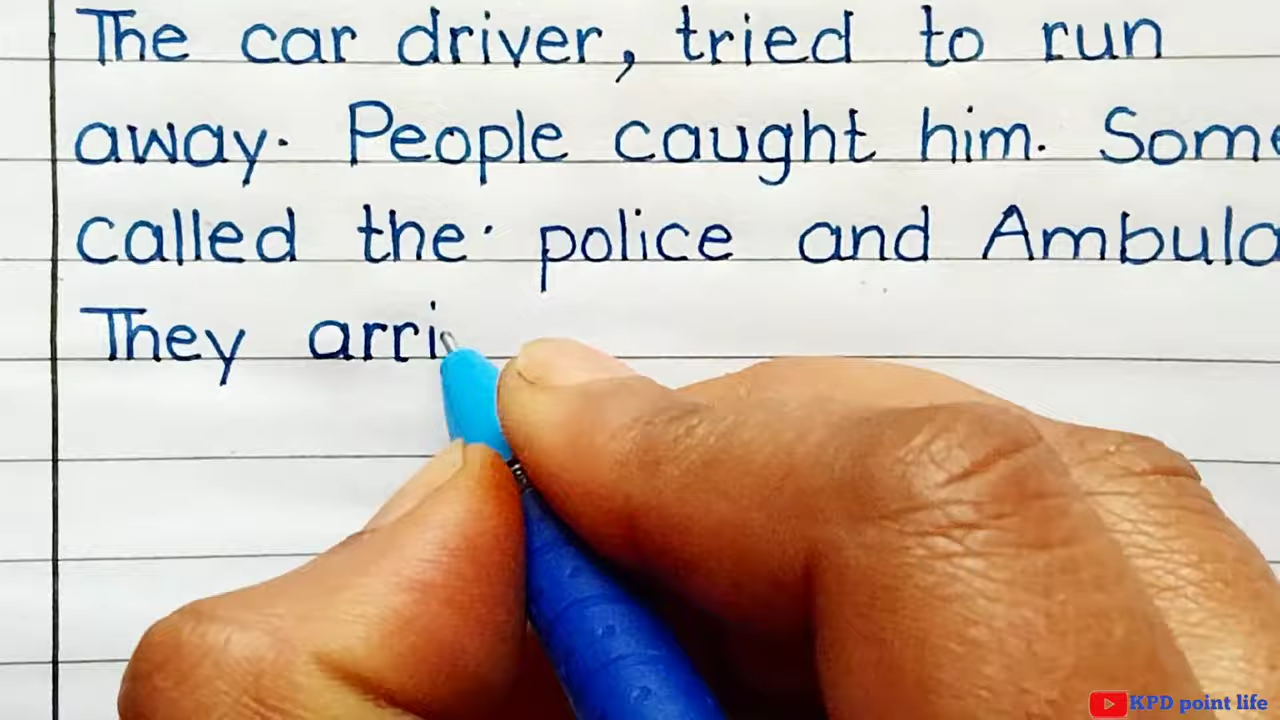 The car driver, tried to run
away. People caught him. Some
called the. police and Ambula
They arri
KPD point life